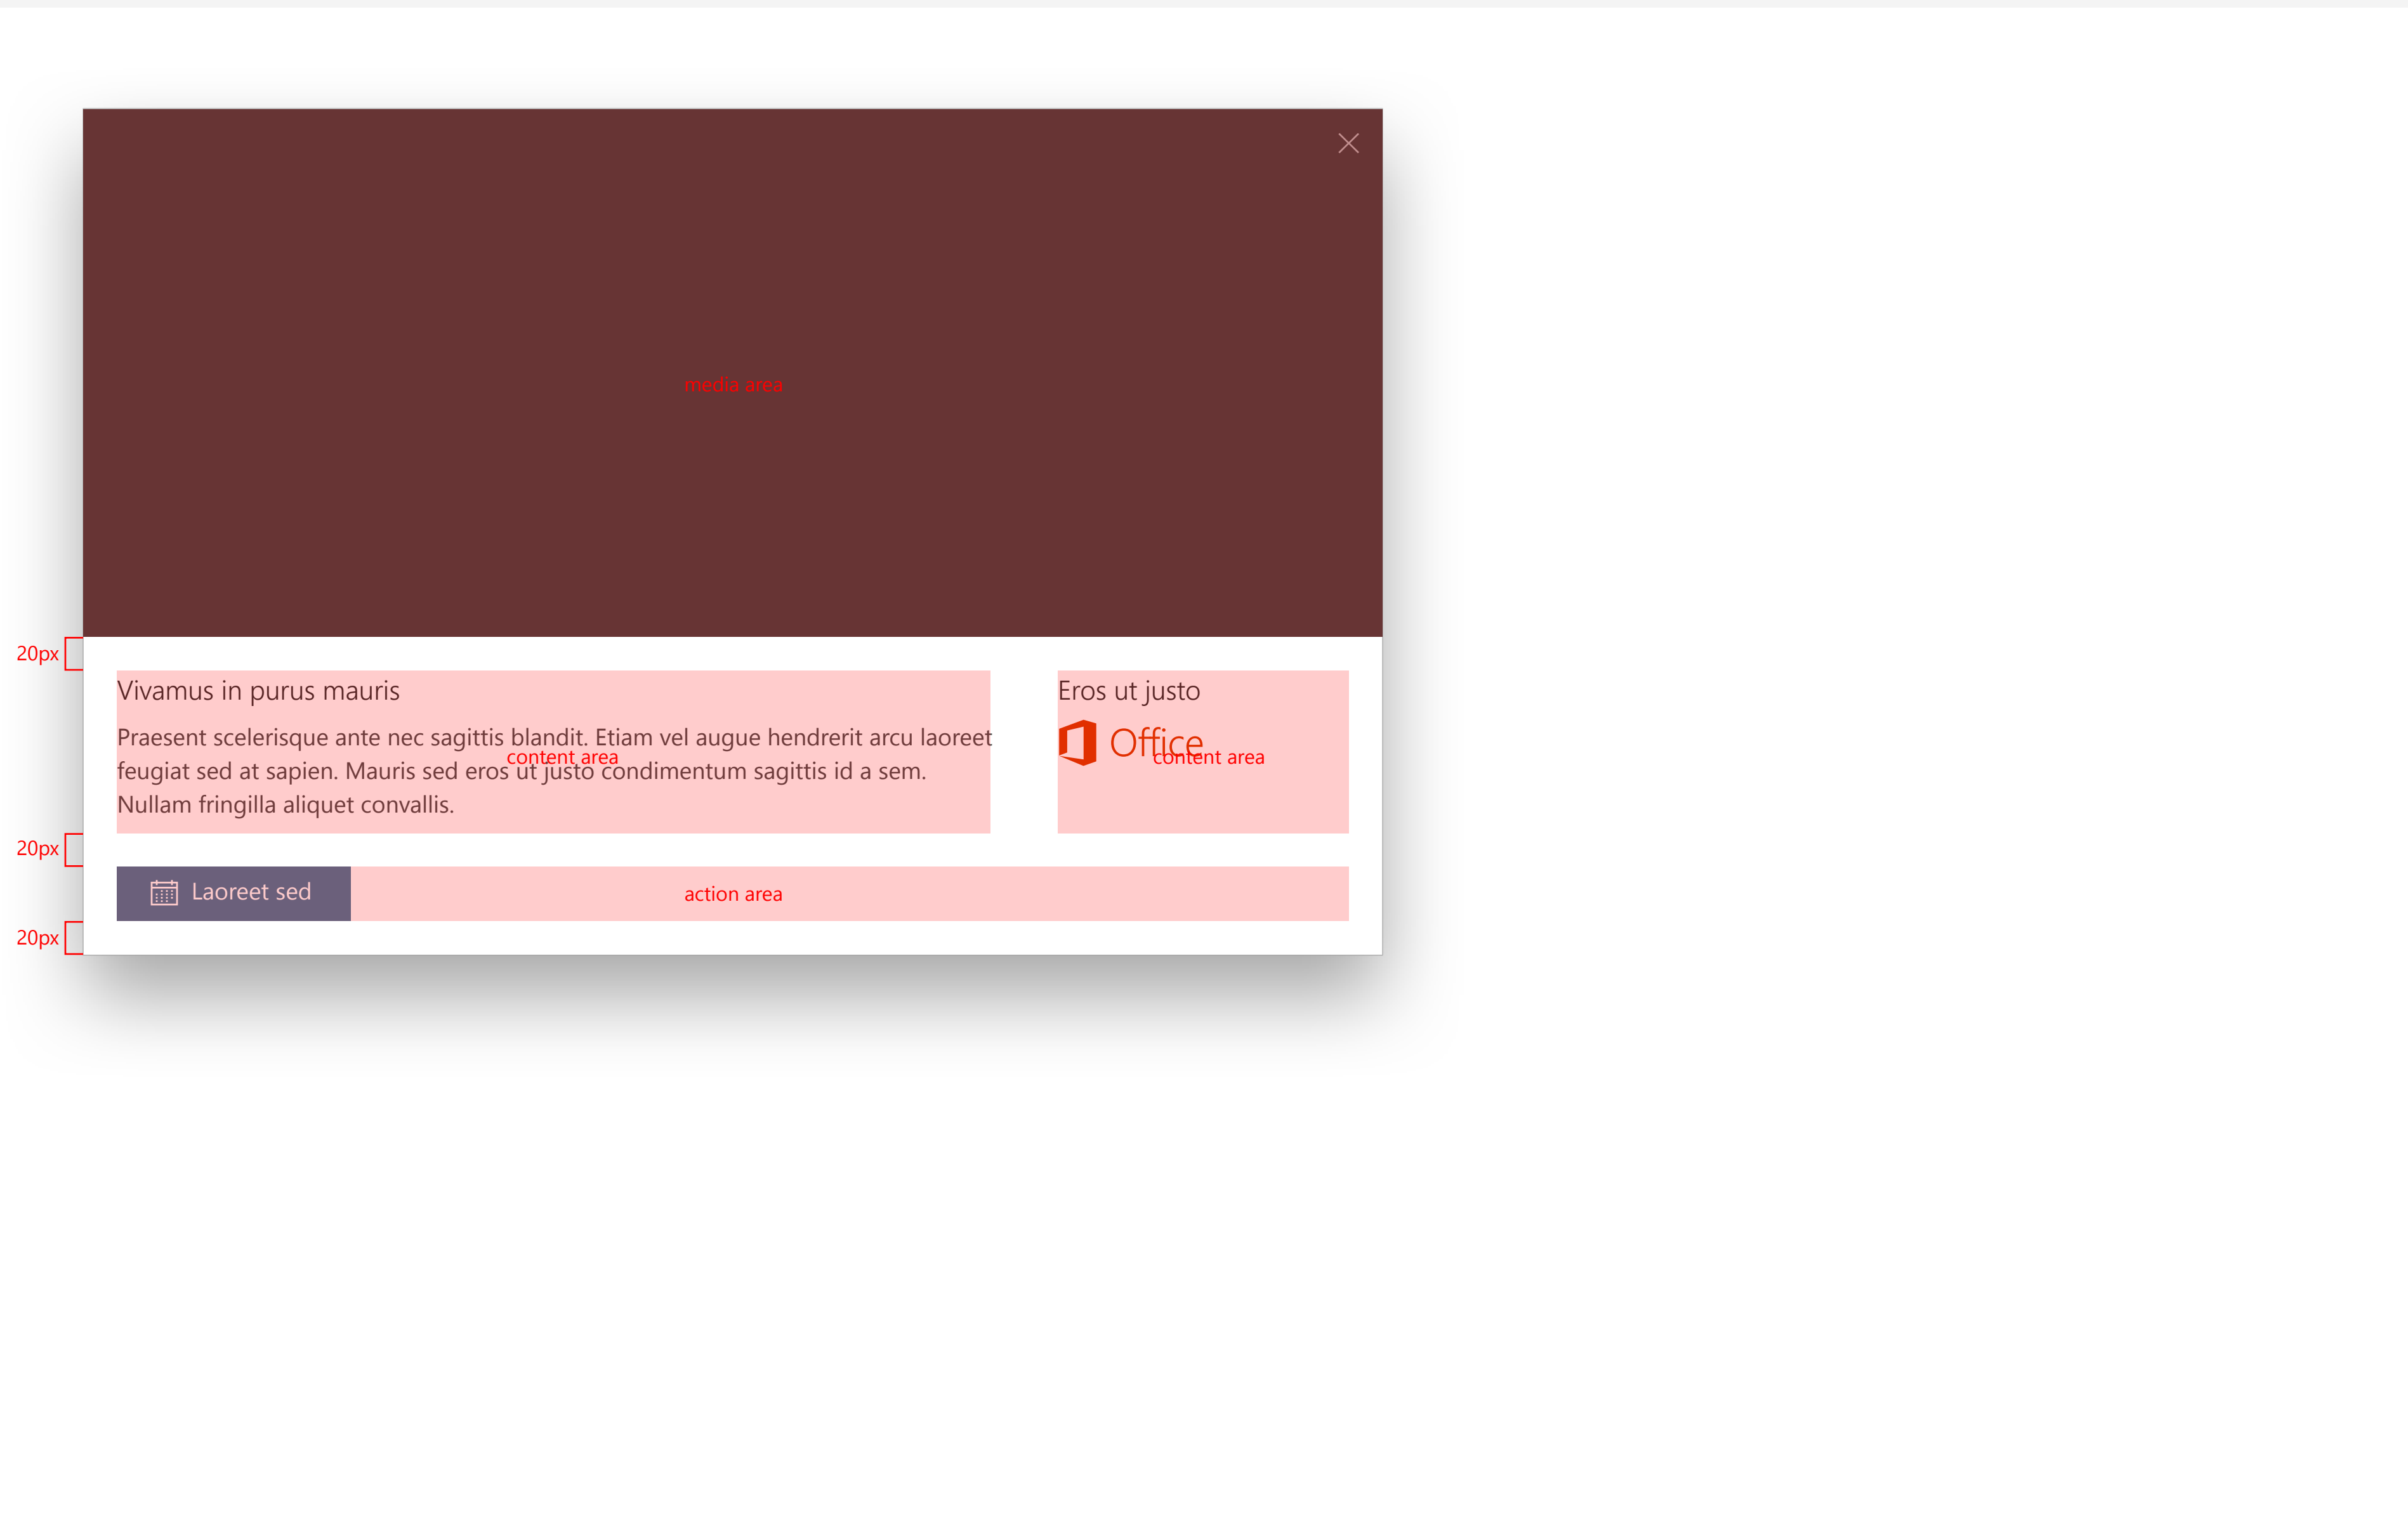 media area
20px
Vivamus in purus mauris
Praesent scelerisque ante nec sagittis blandit. Etiam vel augue hendrerit arcu laoreet
feugiat sed at sapien. Mauris sed eros ut justo condimentum sagittis id a sem.
Nullam fringilla aliquet convallis.
content area
Eros ut justo
Office
content area
20px
Laoreet sed
action area
20px